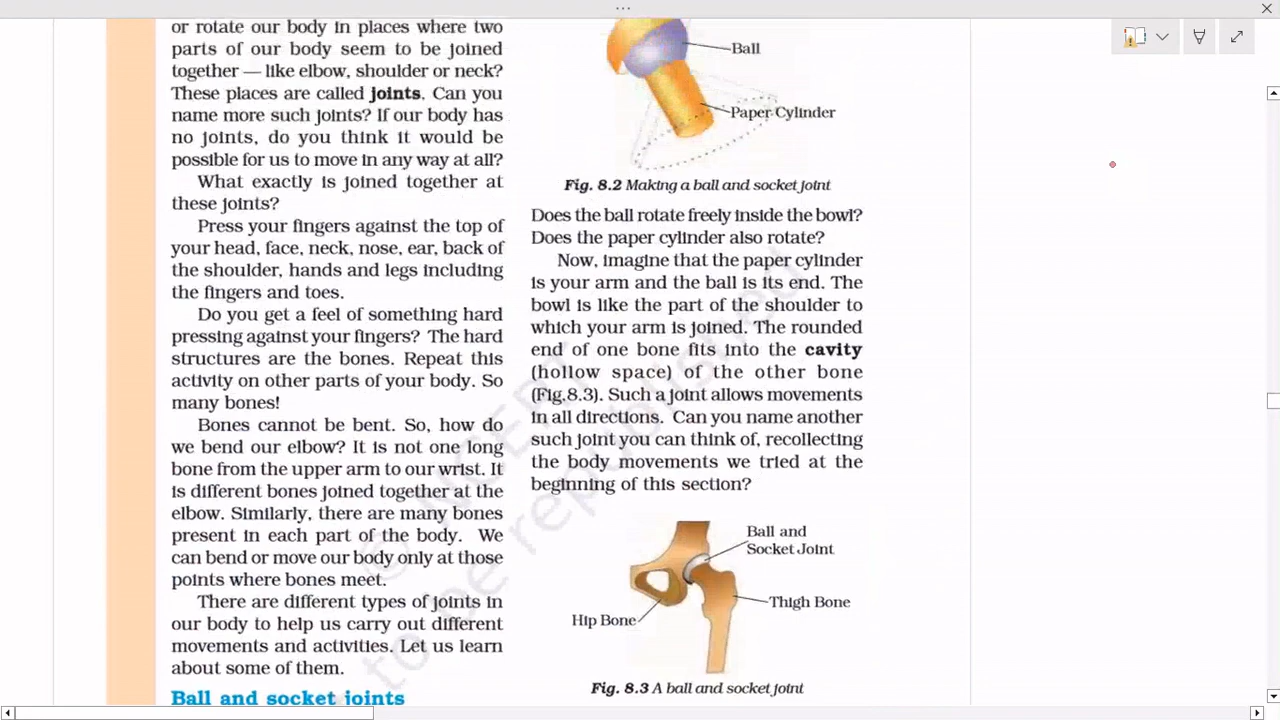 or rotate our body in places where two
parts of our body seem to be joined
together — like elbow, shoulder or neck?
These places are called joints. Can you
name more such joints? If our body has
no joints, do you think it would be
possible for us to move in any way at all?
What exactly is joined together at
these joints?
Press your fingers against the top of
your head, face, neck, nose, ear, back of
the shoulder, hands and legs including
the fingers and toes.
Do you get a feel of something hard
pressing against your fingers? The hard
structures are the bones. Repeat this
activity on other parts of your body. So
many bones!
Bones cannot be bent. So, how do
we bend our elbow? It is not one long
bone from the upper arm to our wrist. It
is different bones joined together at the
elbow. Similarly, there are many bones
present in each part of the body. We
can bend or move our body only at those
points where bones meet.
There are different types of joints in
our body to help us carry out different
movements and activities. Let us learn
about some of them.
Ball and socket joints
Ball
Paper Cylinder
Fig. 8.2 Making a ball and socket joint
Does the ball rotate freely inside the bowl?
Does the paper cylinder also rotate?
Now, imagine that the paper cylinder
is your arm and the ball is its end. The
bowl is like the part of the shoulder to
which your arm is joined. The rounded
end of one bone fits into the cavity
(hollow space) of the other bone
(Fig.8.3). Such a joint allows movements
in all directions. Can you name another
such joint you can think of, recollecting
the body movements we tried at the
beginning of this section?
Ball and
Socket Joint
Thigh Bone
Hip Bone
Fig. 8.3 A ball and socket joint
© NCERT
to be republished